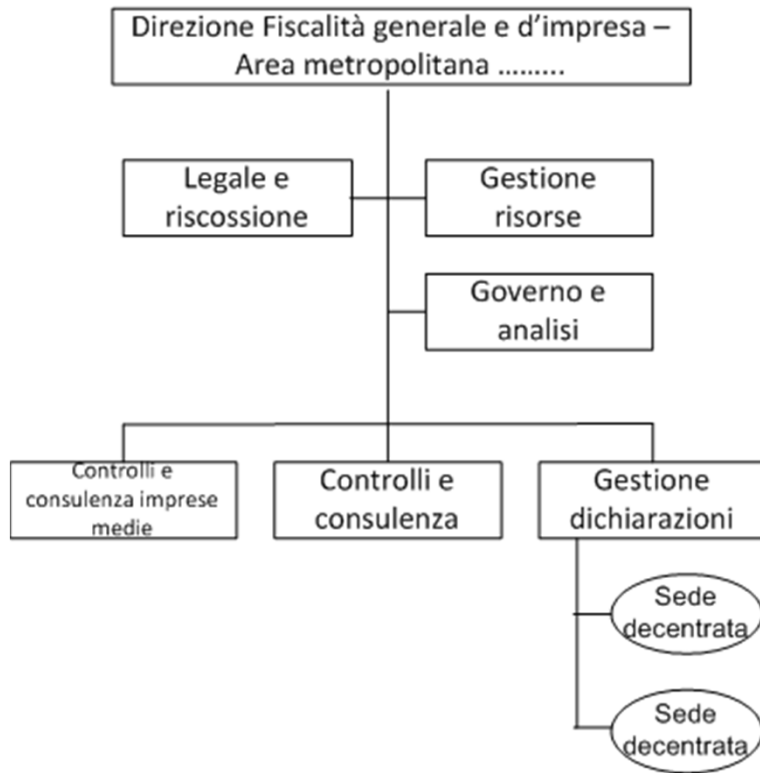 Direzione Fiscalità generale e d’impresa –
Area metropolitana .........
Legale e
riscossione
Gestione
risorse
Governo e
analisi
Controlli e
consulenza imprese
medie
Controlli e
consulenza
Gestione
dichiarazioni
Sede
decentrata
Sede
decentrata